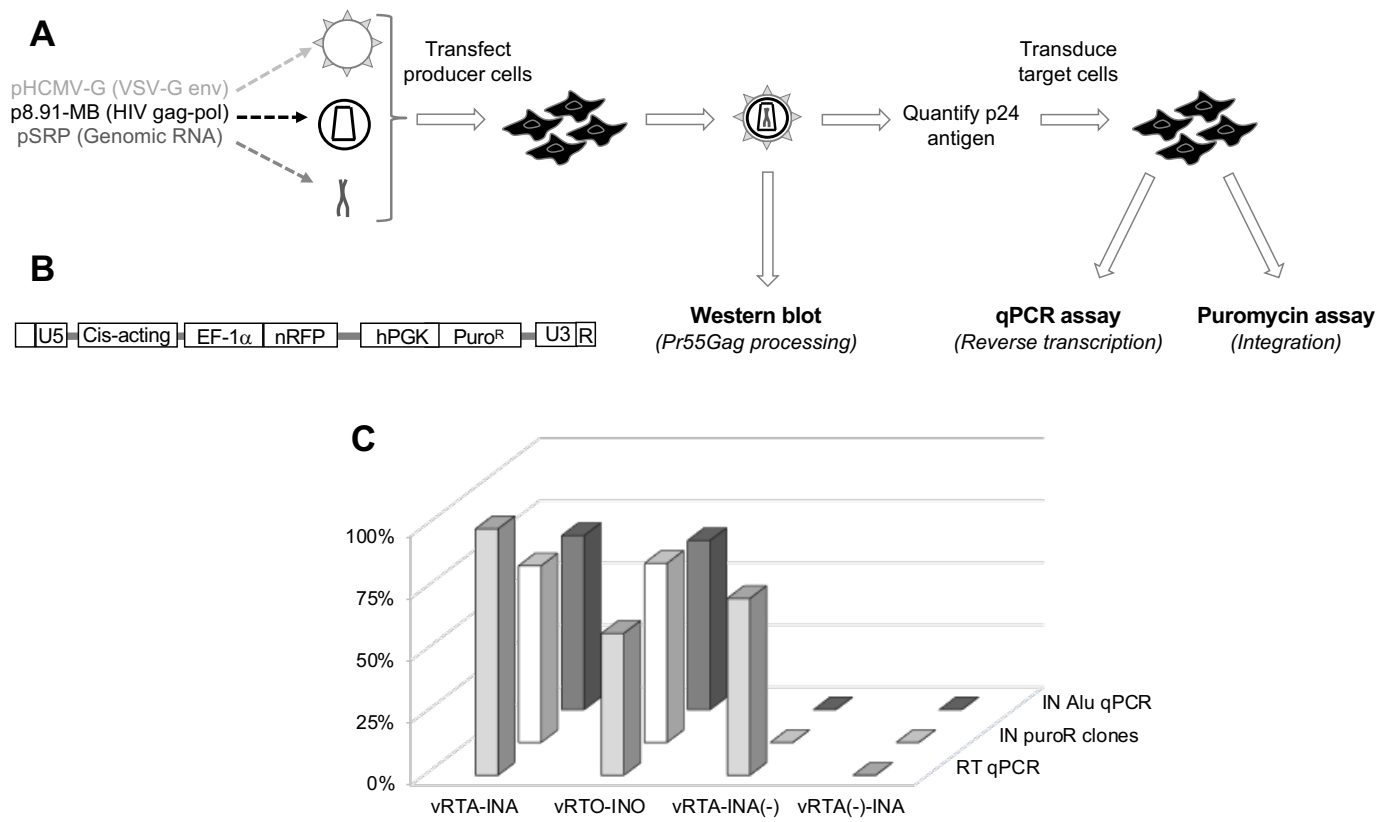 A
pHCMV-G (VSV-G env)
p8.91-MB (HIV gag-pol)
pSRP (Genomic RNA)
Transfect
producer cells
Quantify p24
antigen
Transduce
target cells
Western blot
(Pr55Gag processing)
qPCR assay
(Reverse transcription)
Puromycin assay
(Integration)
B
U5 Cis-acting EF-1α nRFP hPGK Puroᴿ U3 R
C
100%
75%
50%
25%
0%
IN Alu qPCR
IN puroR clones
RT qPCR
vRTA-INA vRTO-INO vRTA-INA(-) vRTA(-)-INA